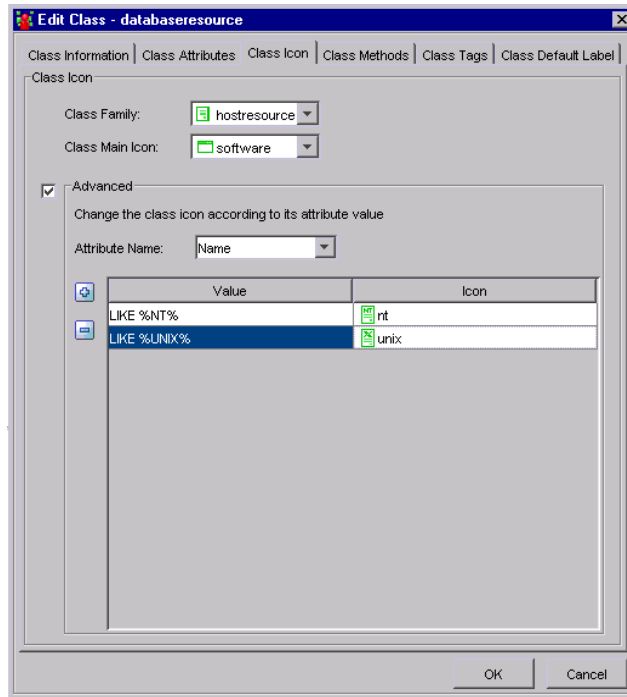 Edit Class - databaseresource
Class Information Class Attributes Class Icon Class Methods Class Tags Class Default Label
Class Icon
Class Family: hostresource
Class Main Icon: software
Advanced
Change the class icon according to its attribute value
Attribute Name: Name
Value Icon
LIKE %NT% nt
LIKE %UNIX% unix
OK Cancel